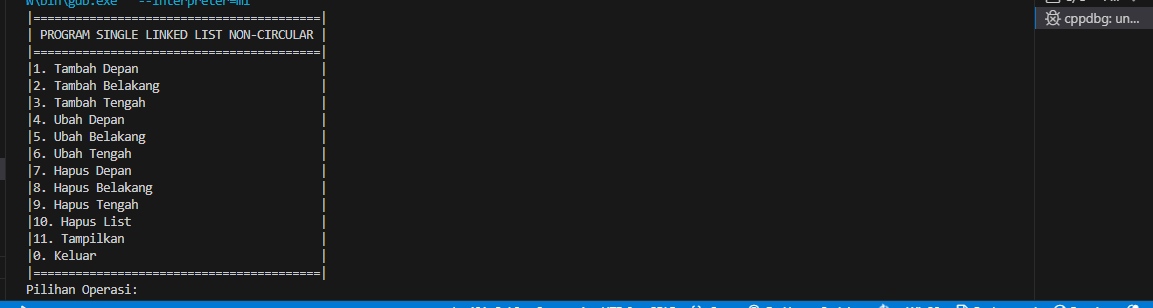 W\bin\gdb.exe' '--interpreter=mi'
|=========================================|
| PROGRAM SINGLE LINKED LIST NON-CIRCULAR |
|=========================================|
|1. Tambah Depan |
|2. Tambah Belakang |
|3. Tambah Tengah |
|4. Ubah Depan |
|5. Ubah Belakang |
|6. Ubah Tengah |
|7. Hapus Depan |
|8. Hapus Belakang |
|9. Hapus Tengah |
|10. Hapus List |
|11. Tampilkan |
|0. Keluar |
|=========================================|
Pilihan Operasi:
cppdbg: un...